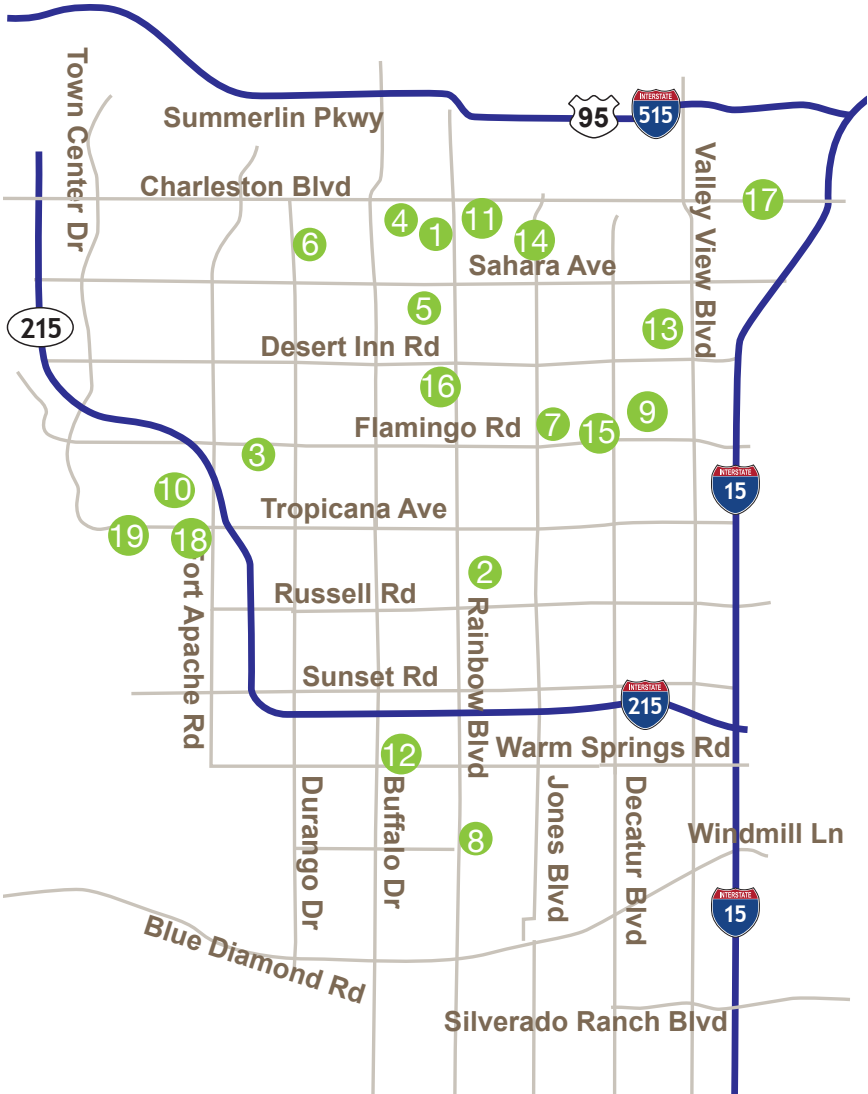 Town Center Dr
Summerlin Pkwy
95
INTERSTATE
515
Valley View Blvd
Charleston Blvd
17
4
11
1
6
14
Sahara Ave
5
215
13
Desert Inn Rd
16
9
Flamingo Rd
7
15
3
10
INTERSTATE
15
Tropicana Ave
19
18
ort Apache Rd
2
Russell Rd
Rainbow Blvd
Sunset Rd
INTERSTATE
215
12
Warm Springs Rd
Durango Dr
Buffalo Dr
Jones Blvd
Decatur Blvd
8
Windmill Ln
INTERSTATE
15
Blue Diamond Rd
Silverado Ranch Blvd